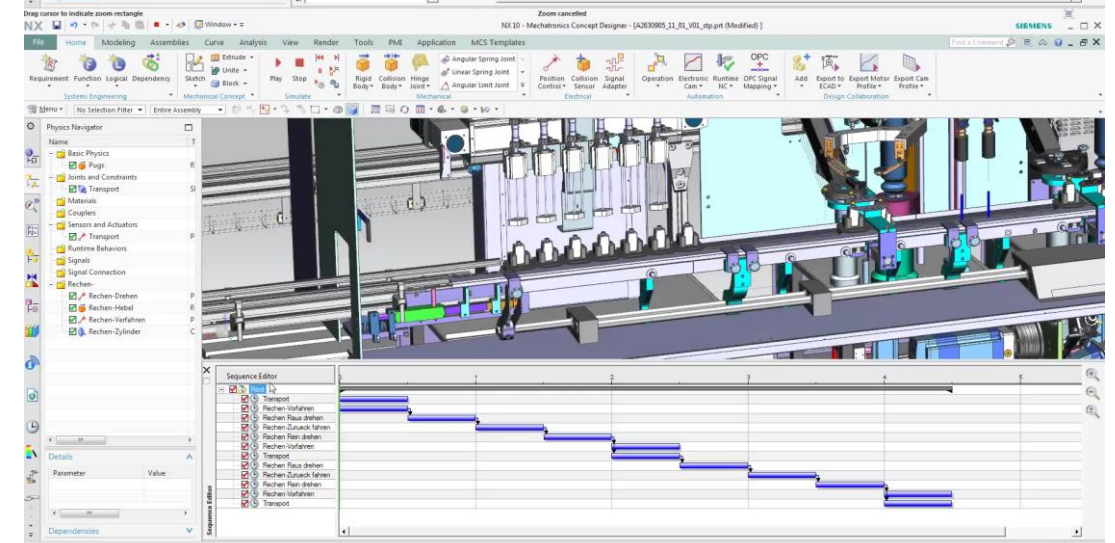 Drag cursor to indicate zoom rectangle
Zoom cancelled
NX
Window
NX 10 - Mechatronics Concept Designer - [A2630905_11_81_V01_stp.prt (Modified) ]
SIEMENS
File Home Modeling Assemblies Curve Analysis View Render Tools PMI Application MCS Templates
Find a Command
Requirement Function Logical Dependency
Systems Engineering
Sketch
Extrude
Unite
Block
Mechanical Concept
Play Stop
Simulate
Rigid Body
Collision Body
Hinge Joint
Angular Spring Joint
Linear Spring Joint
Angular Limit Joint
Mechanical
Position Control
Collision Sensor
Signal Adapter
Electrical
Operation
Electronic Cam
Runtime NC
OPC
OPC Signal Mapping
Automation
Add
Export to ECAD
Export Motor Profile
Export Cam Profile
Design Collaboration
Menu
No Selection Filter
Entire Assembly
Physics Navigator
Name
Basic Physics
Pugs R
Joints and Constraints
Transport Sl
Materials
Couplers
Sensors and Actuators
Transport P
Runtime Behaviors
Signals
Signal Connection
Rechen-
Rechen-Drehen P
Rechen-Hebel R
Rechen-Verfahren P
Rechen-Zylinder C
Details
Parameter Value
Dependencies
Sequence Editor
Sequence Editor
1 2 3 4 5
Root
Transport
Rechen-Vorfahren
Rechen Raus drehen
Rechen-Zurueck fahren
Rechen Rein drehen
Rechen-Vorfahren
Transport
Rechen Raus drehen
Rechen-Zurueck fahren
Rechen Rein drehen
Rechen-Vorfahren
Transport